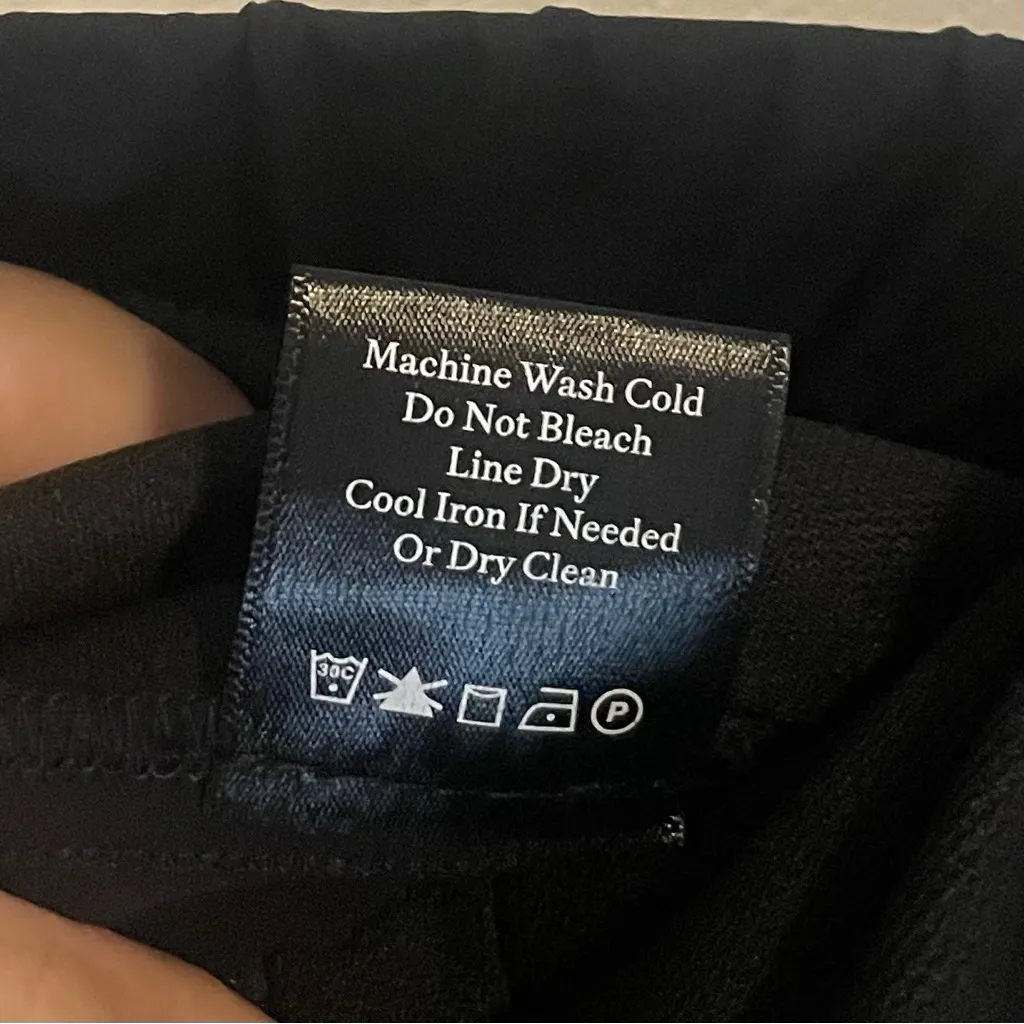 Machine Wash Cold
Do Not Bleach
Line Dry
Cool Iron If Needed
Or Dry Clean
30C P